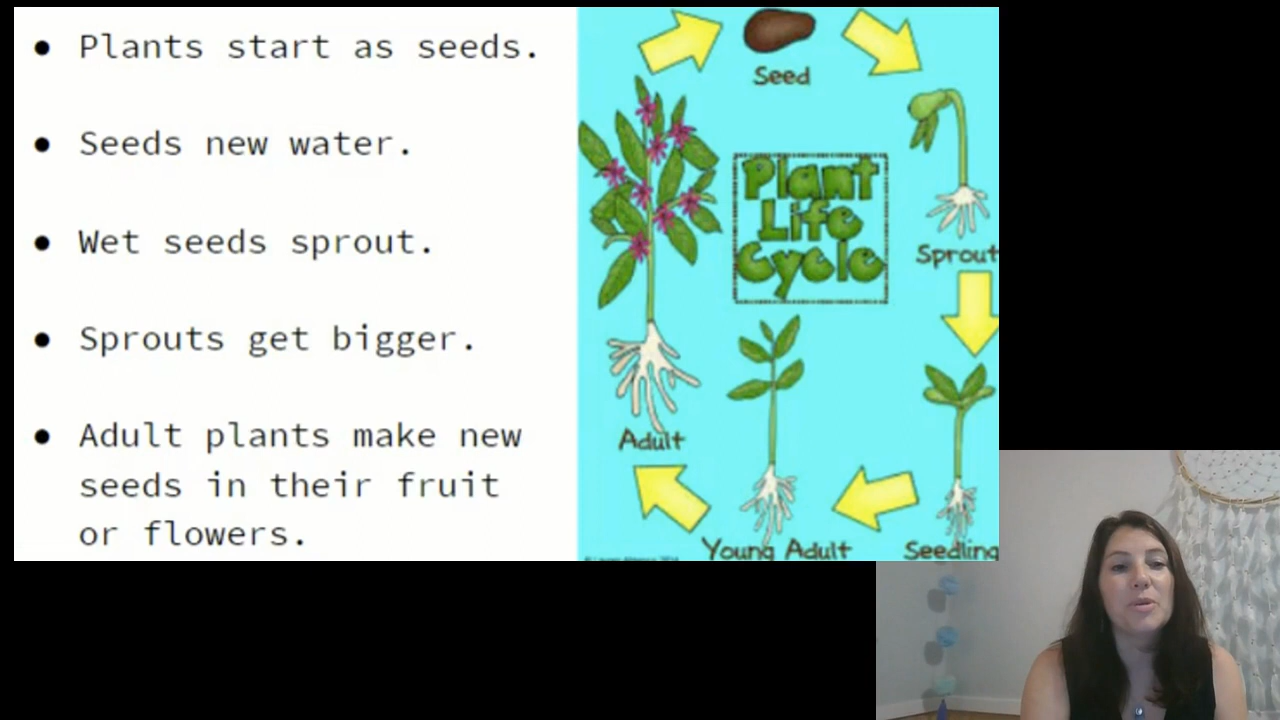 ● Plants start as seeds.
● Seeds new water.
● Wet seeds sprout.
● Sprouts get bigger.
● Adult plants make new
seeds in their fruit
or flowers.
Seed
Plant
Life
Cycle
Sprout
Adult
Young Adult
Seedling